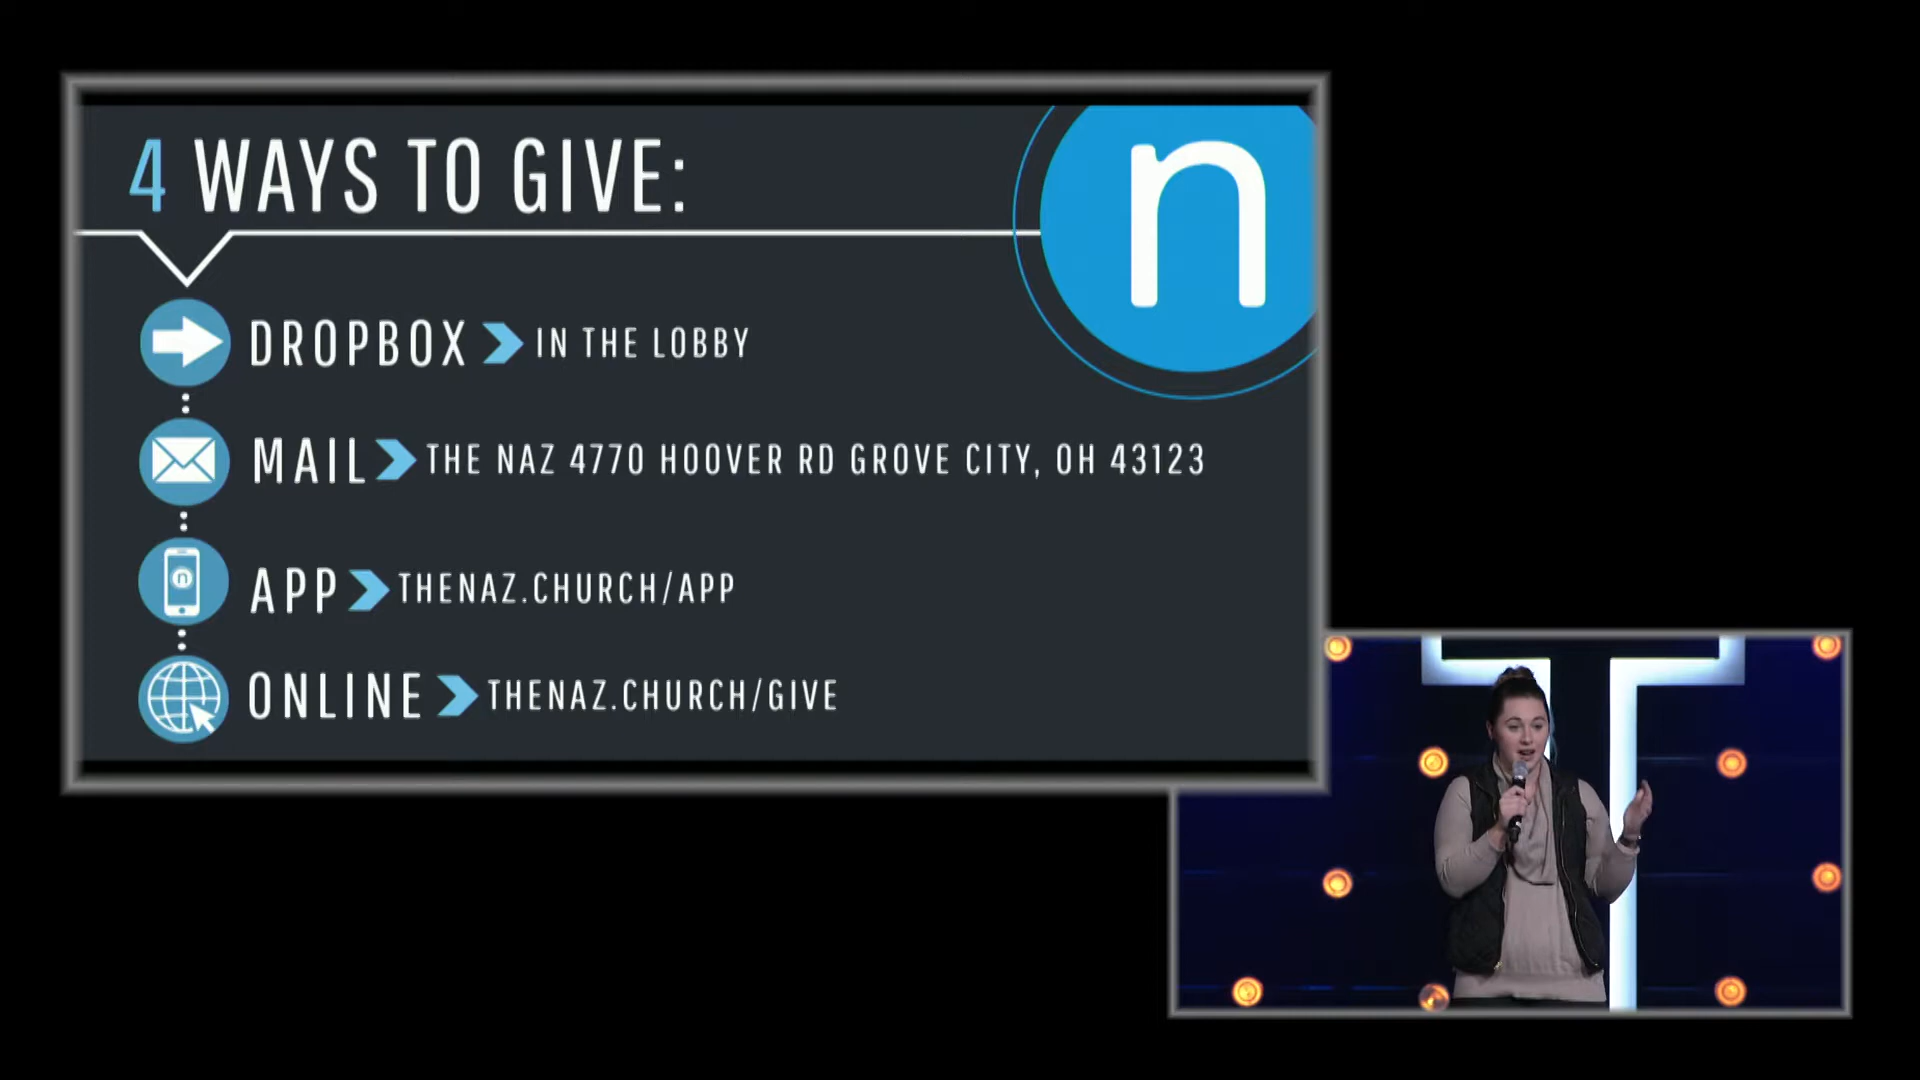 4 WAYS TO GIVE:
n
DROPBOX IN THE LOBBY
MAIL THE NAZ 4770 HOOVER RD GROVE CITY, OH 43123
n
APP THENAZ.CHURCH/APP
ONLINE THENAZ.CHURCH/GIVE